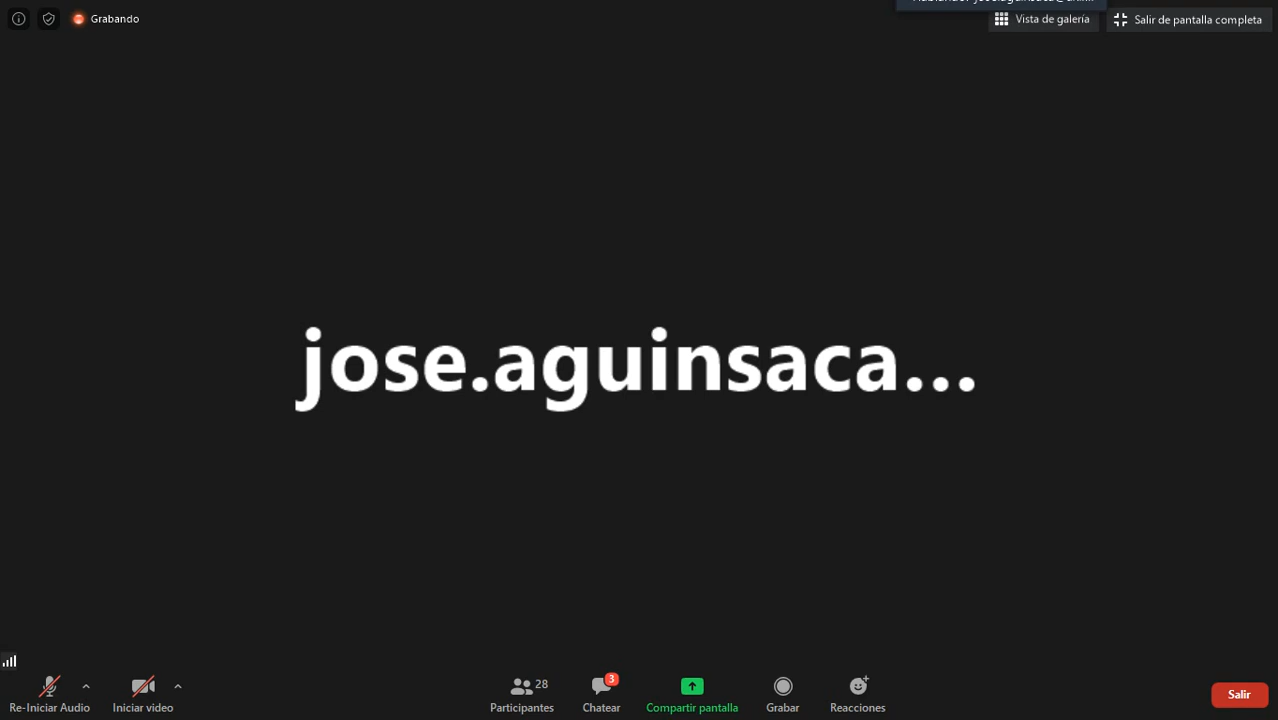 Grabando
Vista de galería
Salir de pantalla completa
jose.aguinsaca...
Re-Iniciar Audio
Iniciar video
28
Participantes
3
Chatear
Compartir pantalla
Grabar
Reacciones
Salir